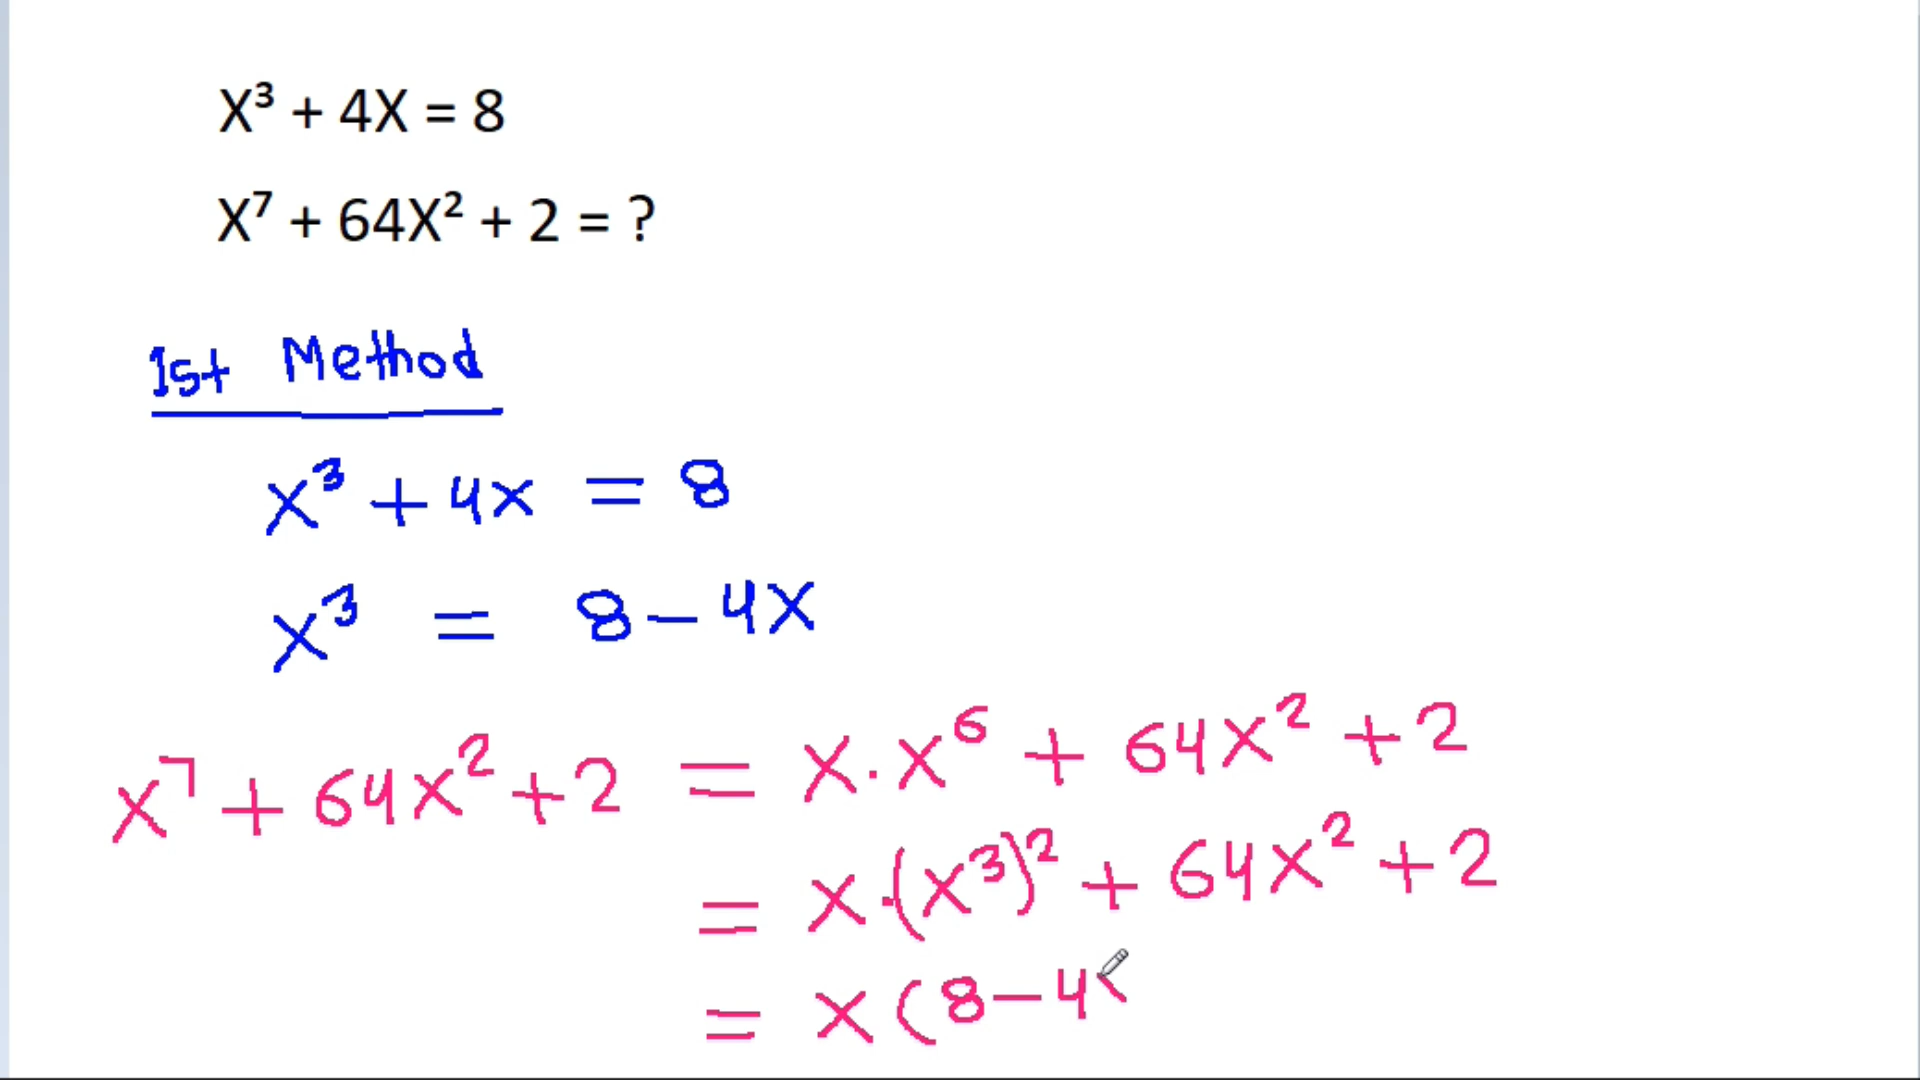 X³ + 4X = 8
X⁷ + 64X² + 2 = ?
1st Method
x³ + 4x = 8
x³ = 8 - 4x
x⁷ + 64x² + 2 = x.x⁶ + 64x² + 2
= x.(x³)² + 64x² + 2
= x(8-4